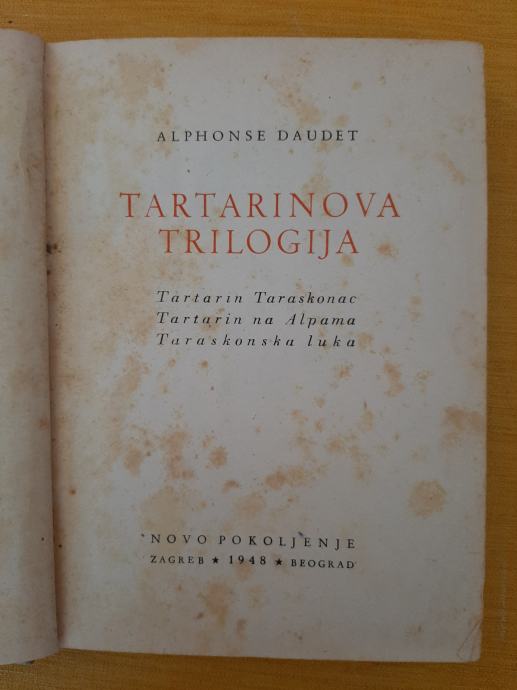 ALPHONSE DAUDET
TARTARINOVA
TRILOGIJA
Tartarin Taraskonac
Tartarin na Alpama
Taraskonska luka
NOVO POKOLJENJE
ZAGREB ★ 1948 ★ BEOGRAD